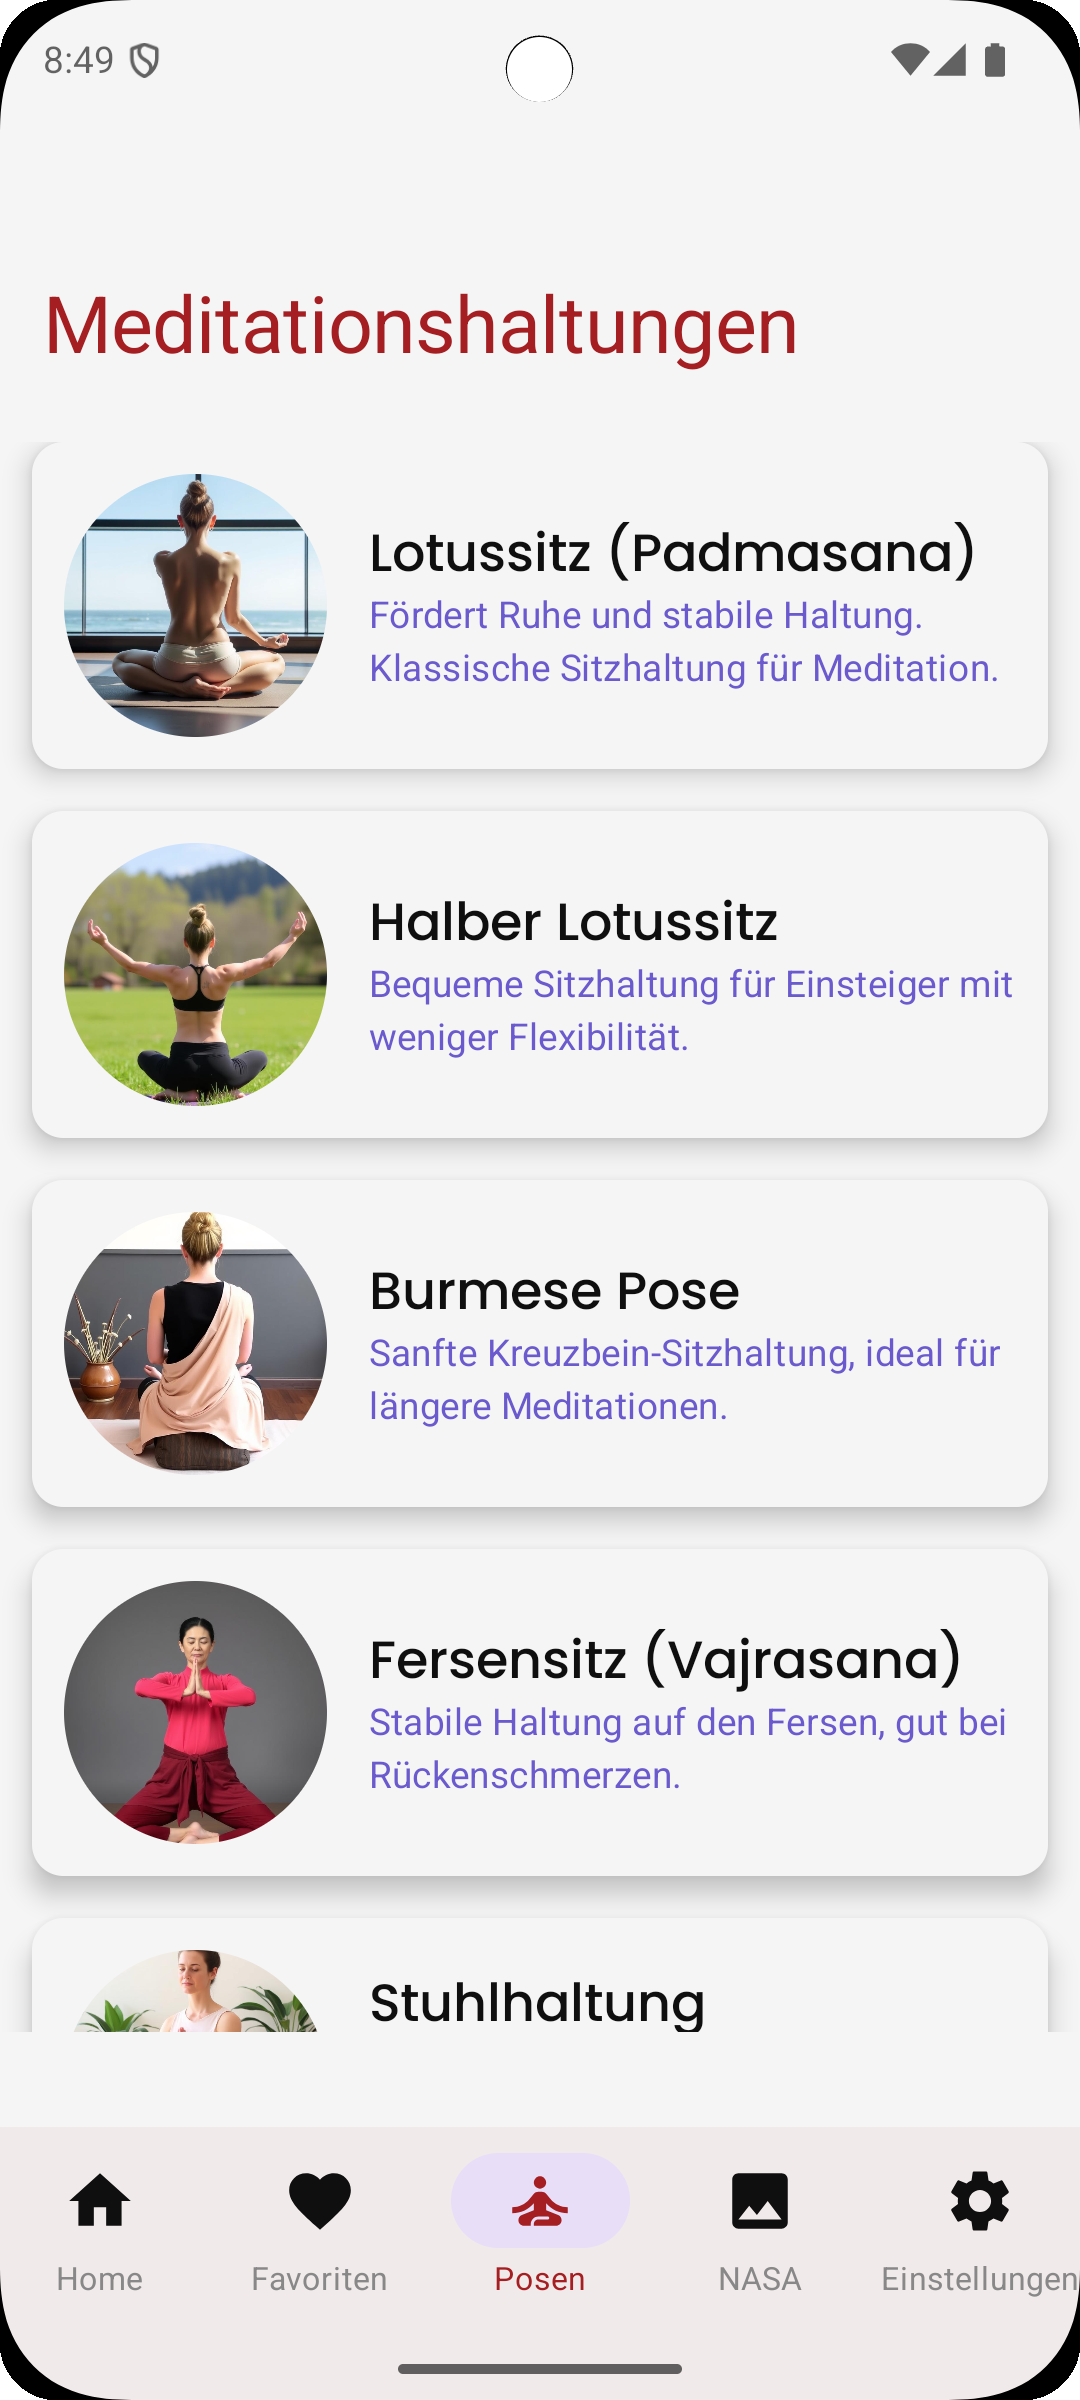 8:49
Meditationshaltungen
Lotussitz (Padmasana)
Fördert Ruhe und stabile Haltung.
Klassische Sitzhaltung für Meditation.
Halber Lotussitz
Bequeme Sitzhaltung für Einsteiger mit
weniger Flexibilität.
Burmese Pose
Sanfte Kreuzbein-Sitzhaltung, ideal für
längere Meditationen.
Fersensitz (Vajrasana)
Stabile Haltung auf den Fersen, gut bei
Rückenschmerzen.
Stuhlhaltung
Home
Favoriten
Posen
NASA
Einstellungen